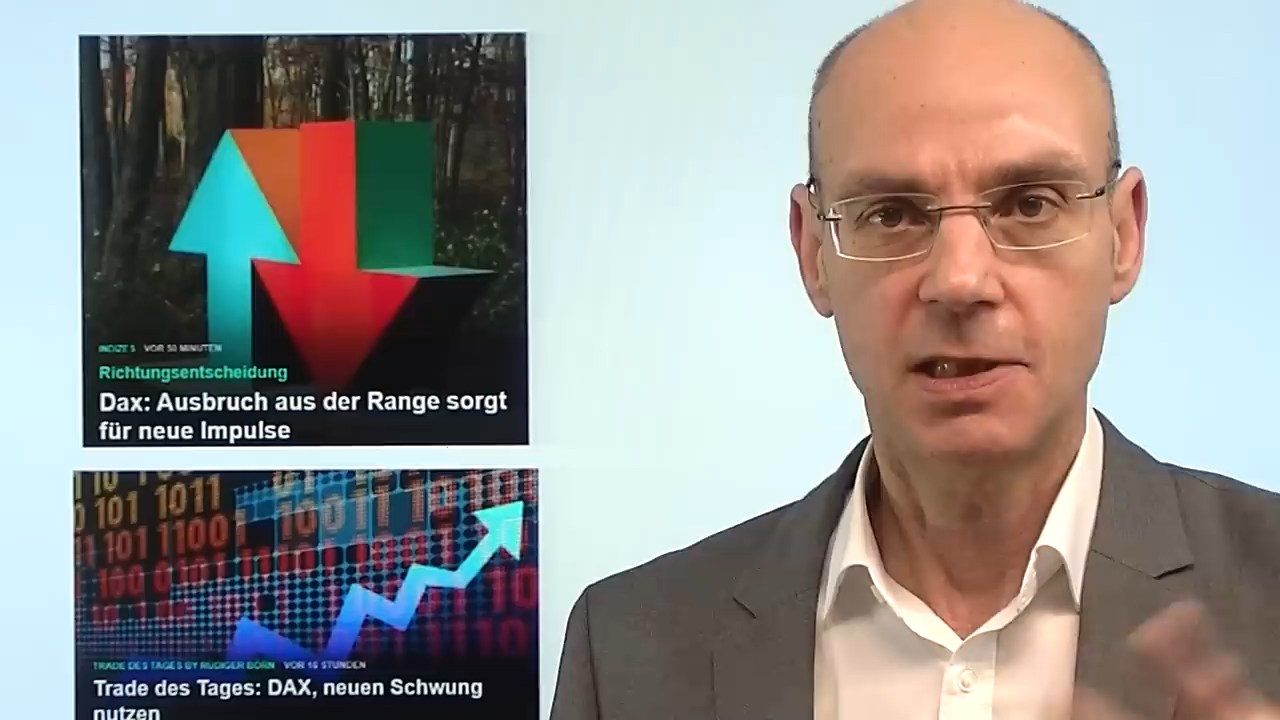 INDIZES VOR 50 MINUTEN
Richtungsentscheidung
Dax: Ausbruch aus der Range sorgt
für neue Impulse
TRADE DES TAGES BY RÜDIGER BORN VOR 16 STUNDEN
Trade des Tages: DAX, neuen Schwung
nutzen